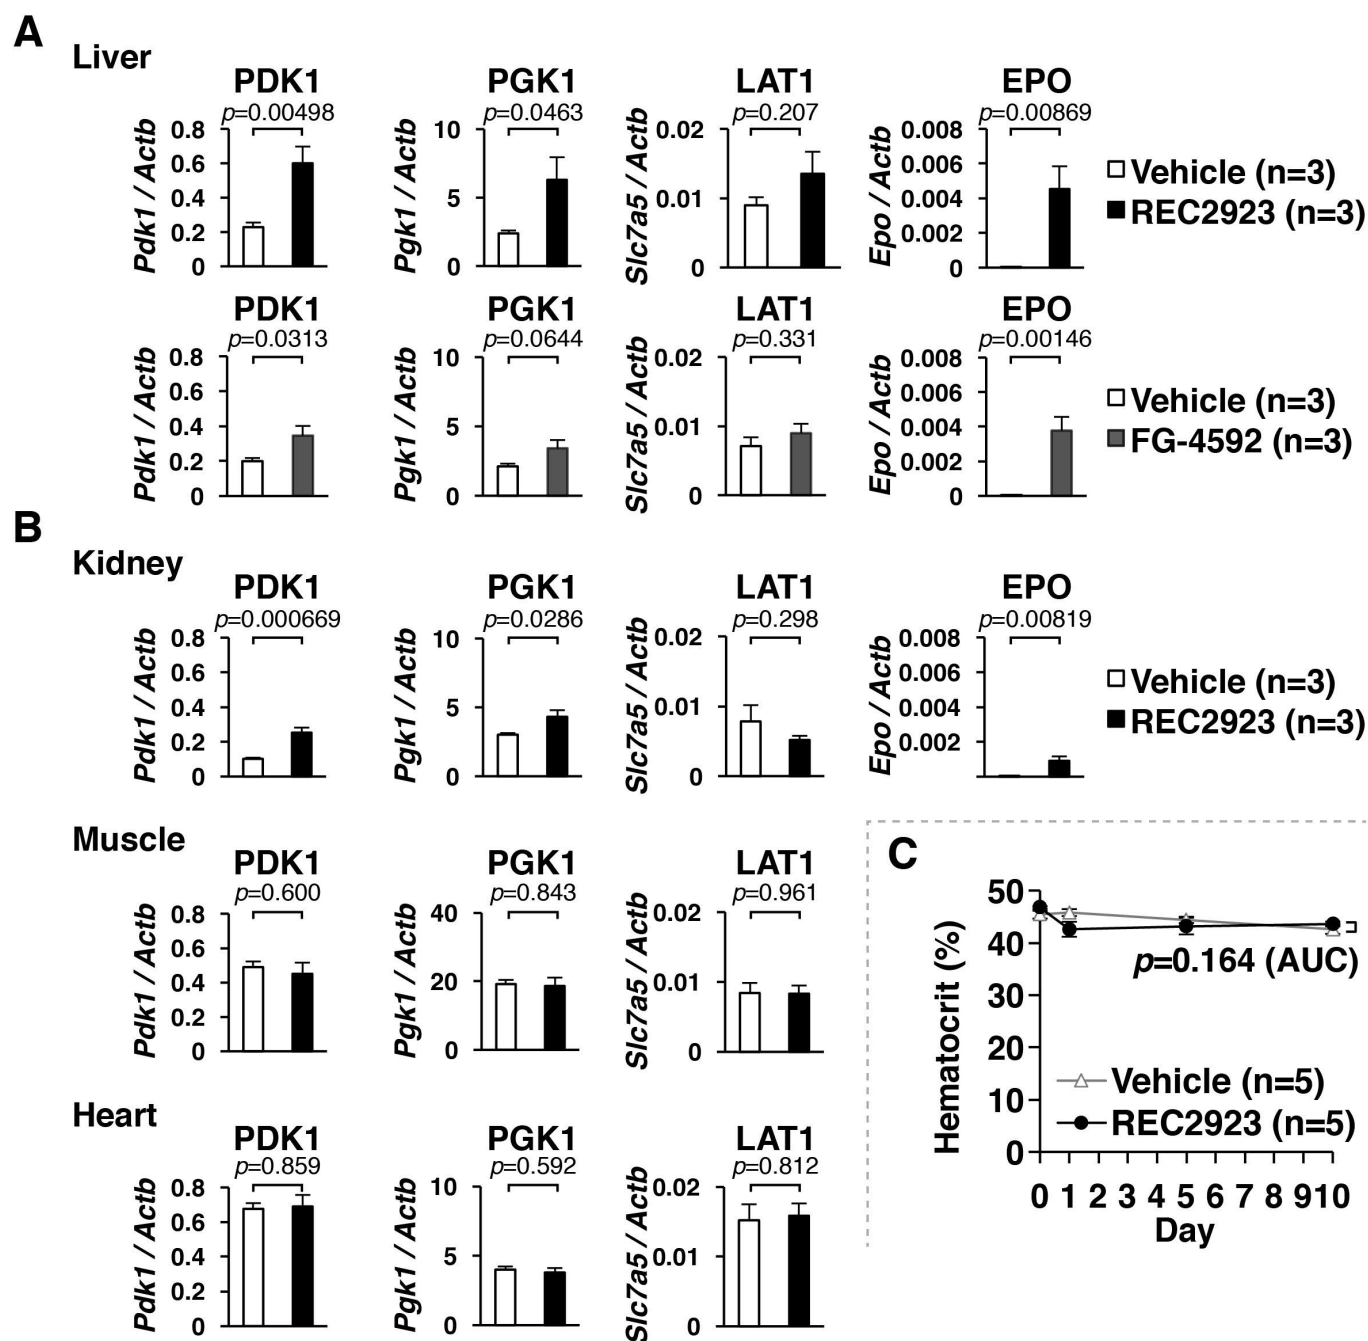 A
Liver
PDK1 PGK1 LAT1 EPO
p=0.00498 p=0.0463 p=0.207 p=0.00869
Pdk1 / Actb 0.8 0.6 0.4 0.2 0
Pgk1 / Actb 10 5 0
Slc7a5 / Actb 0.02 0.01 0
Epo / Actb 0.008 0.006 0.004 0.002 0
Vehicle (n=3)
REC2923 (n=3)
PDK1 PGK1 LAT1 EPO
p=0.0313 p=0.0644 p=0.331 p=0.00146
Pdk1 / Actb 0.8 0.6 0.4 0.2 0
Pgk1 / Actb 10 5 0
Slc7a5 / Actb 0.02 0.01 0
Epo / Actb 0.008 0.006 0.004 0.002 0
Vehicle (n=3)
FG-4592 (n=3)
B
Kidney
PDK1 PGK1 LAT1 EPO
p=0.000669 p=0.0286 p=0.298 p=0.00819
Pdk1 / Actb 0.8 0.6 0.4 0.2 0
Pgk1 / Actb 10 5 0
Slc7a5 / Actb 0.02 0.01 0
Epo / Actb 0.008 0.006 0.004 0.002
Vehicle (n=3)
REC2923 (n=3)
Muscle
PDK1 PGK1 LAT1
p=0.600 p=0.843 p=0.961
Pdk1 / Actb 0.8 0.6 0.4 0.2 0
Pgk1 / Actb 40 20 0
Slc7a5 / Actb 0.02 0.01 0
Heart
PDK1 PGK1 LAT1
p=0.859 p=0.592 p=0.812
Pdk1 / Actb 0.8 0.6 0.4 0.2 0
Pgk1 / Actb 10 5 0
Slc7a5 / Actb 0.02 0.01 0
C
Hematocrit (%)
50 40 30 20 10 0
p=0.164 (AUC)
Vehicle (n=5)
REC2923 (n=5)
0 1 2 3 4 5 6 7 8 9 10
Day